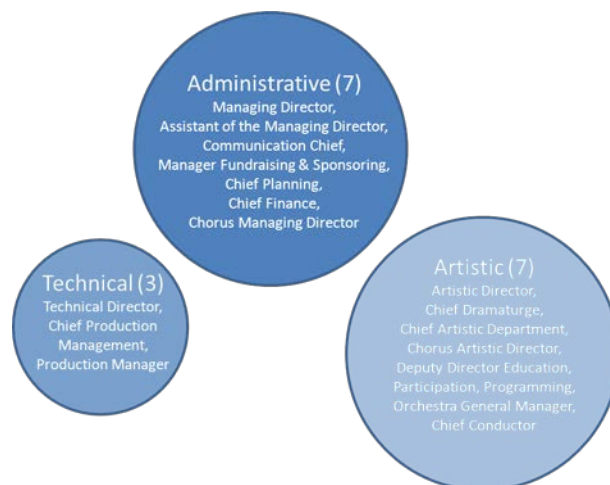 Administrative (7)
Managing Director,
Assistant of the Managing Director,
Communication Chief,
Manager Fundraising & Sponsoring,
Chief Planning,
Chief Finance,
Chorus Managing Director
Technical (3)
Technical Director,
Chief Production
Management,
Production Manager
Artistic (7)
Artistic Director,
Chief Dramaturge,
Chief Artistic Department,
Chorus Artistic Director,
Deputy Director Education,
Participation, Programming,
Orchestra General Manager,
Chief Conductor